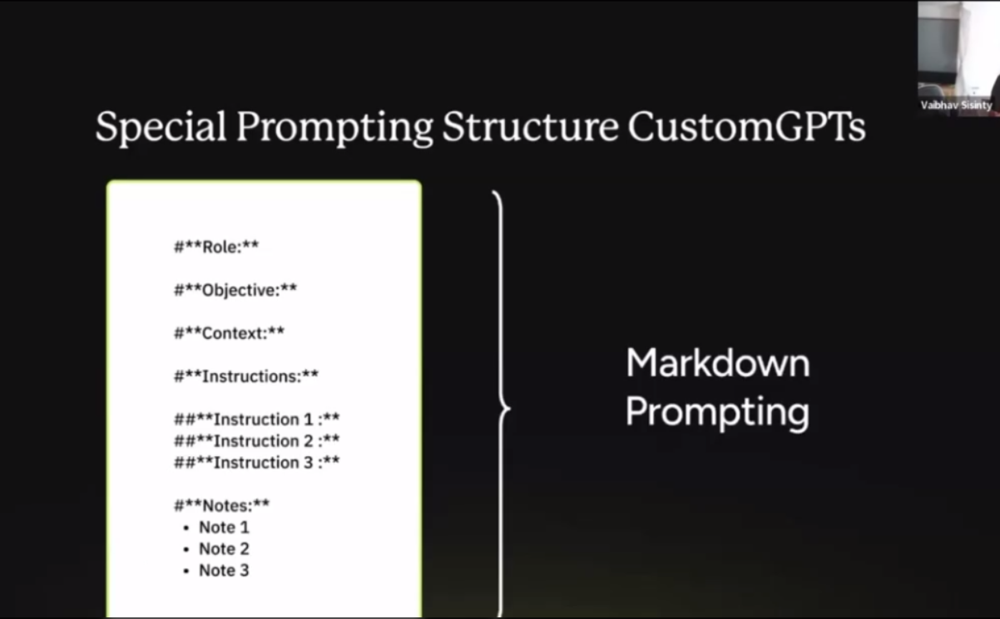 Special Prompting Structure CustomGPTs
Vaibhav Sisinty
#**Role:**
#**Objective:**
#**Context:**
#**Instructions:**
##**Instruction 1 :**
##**Instruction 2 :**
##**Instruction 3 :**
#**Notes:**
• Note 1
• Note 2
• Note 3
Markdown
Prompting